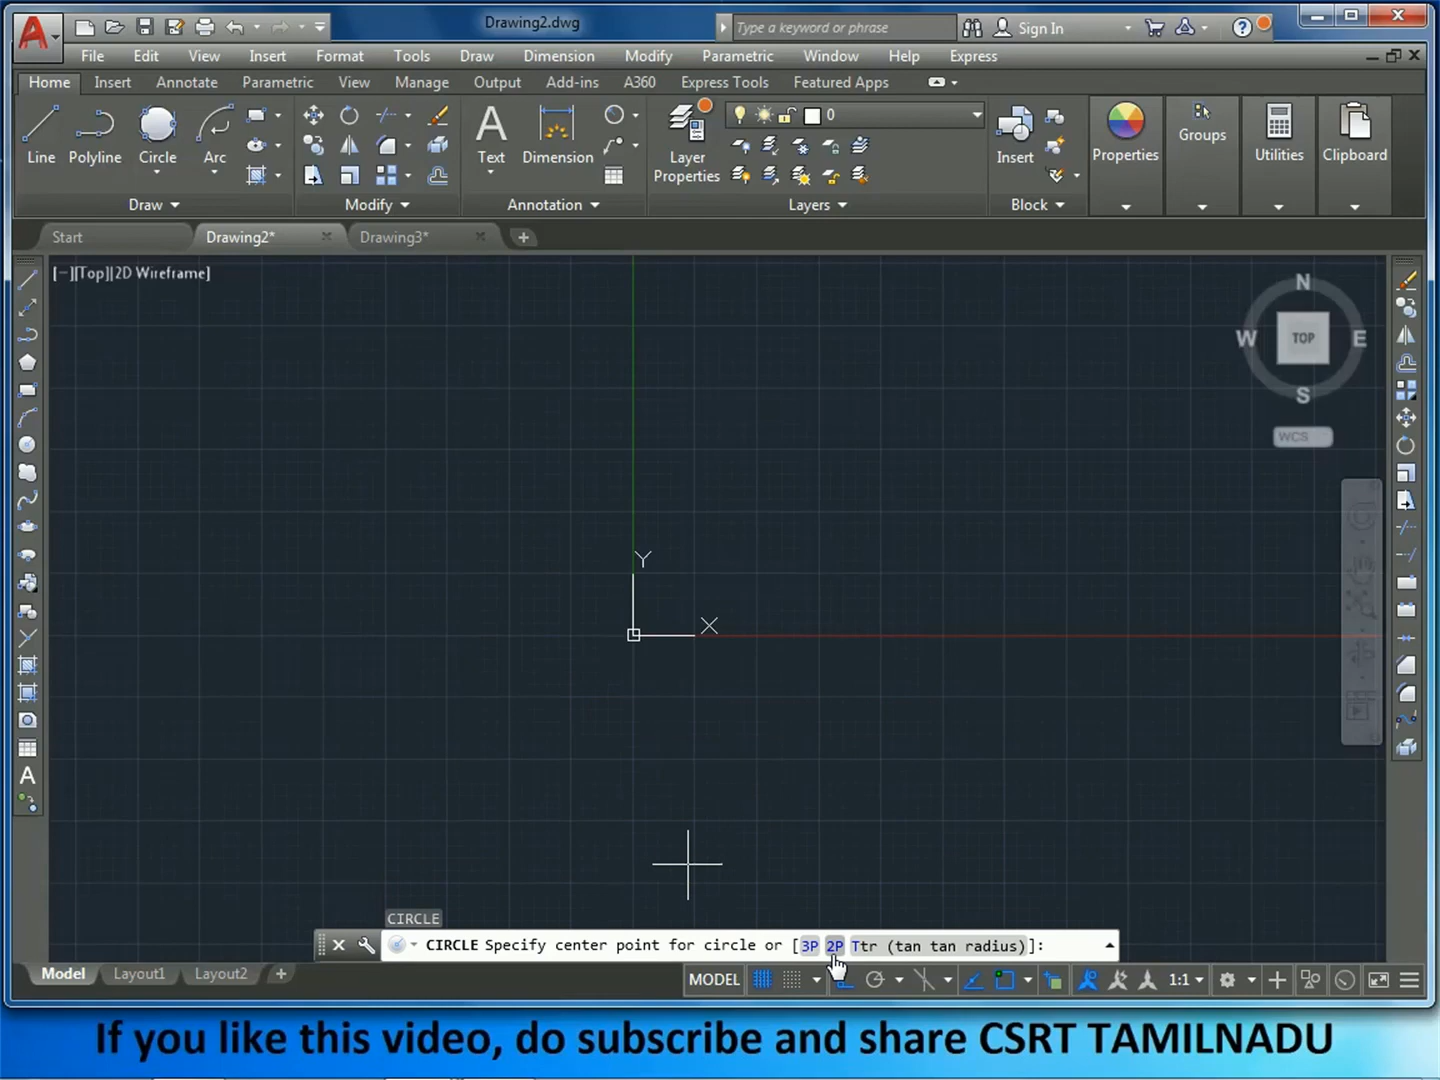 Drawing2.dwg
Type a keyword or phrase
Sign In
File Edit View Insert Format Tools Draw Dimension Modify Parametric Window Help Express
Home Insert Annotate Parametric View Manage Output Add-ins A360 Express Tools Featured Apps
Line Polyline Circle Arc
Text Dimension
Layer
Properties
0
Insert
Properties
Groups
Utilities
Clipboard
Draw Modify Annotation Layers Block
Start Drawing2* Drawing3*
[−][Top][2D Wireframe]
N
W TOP E
S
WCS
Y
X
A
CIRCLE
CIRCLE Specify center point for circle or [3P 2P Ttr (tan tan radius)]:
Model Layout1 Layout2
MODEL 1:1
If you like this video, do subscribe and share CSRT TAMILNADU